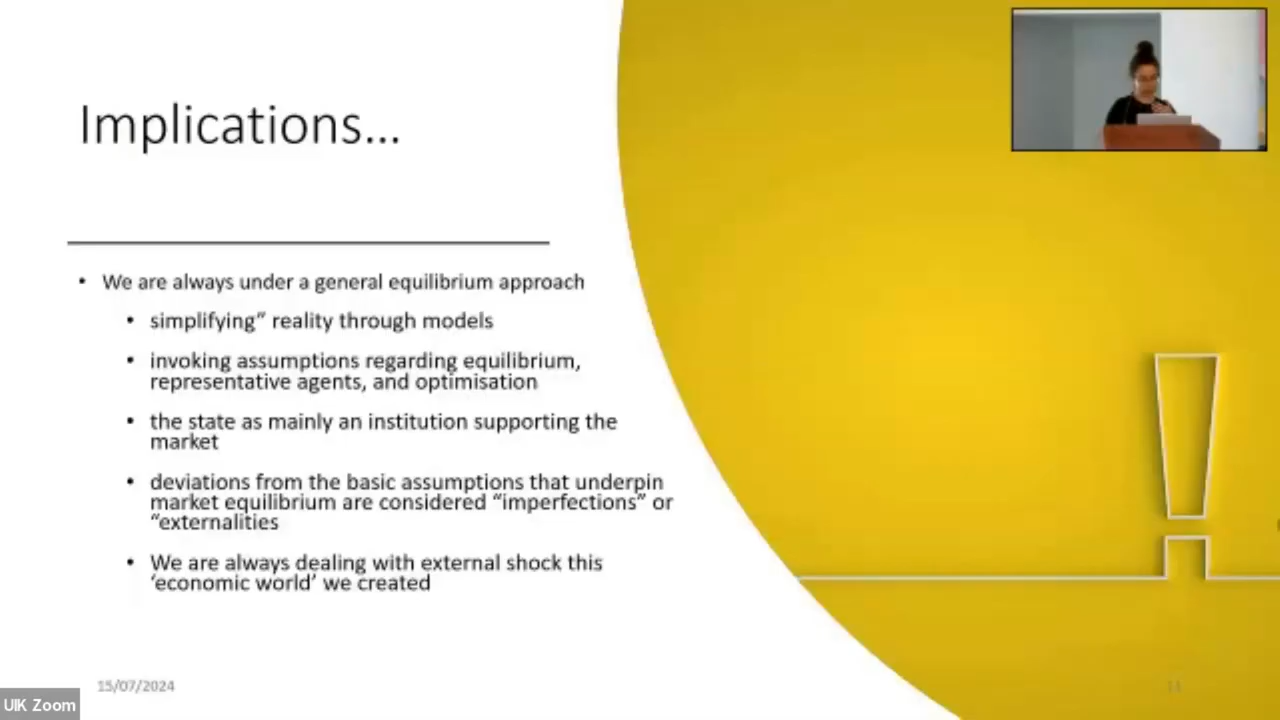 Implications...
• We are always under a general equilibrium approach
• simplifying” reality through models
• invoking assumptions regarding equilibrium,
representative agents, and optimisation
• the state as mainly an institution supporting the
market
• deviations from the basic assumptions that underpin
market equilibrium are considered “imperfections” or
“externalities
• We are always dealing with external shock this
‘economic world’ we created
15/07/2024
11
UIK Zoom